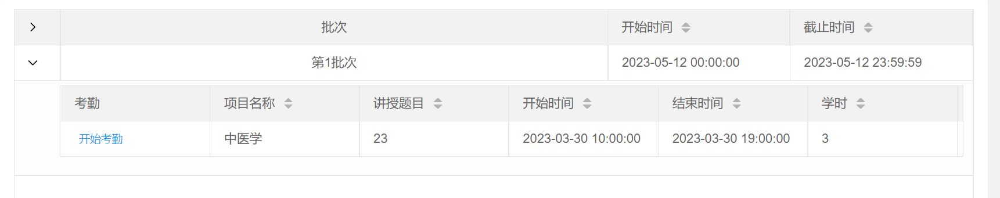 批次 开始时间 截止时间
第1批次 2023-05-12 00:00:00 2023-05-12 23:59:59
考勤 项目名称 讲授题目 开始时间 结束时间 学时
开始考勤 中医学 23 2023-03-30 10:00:00 2023-03-30 19:00:00 3